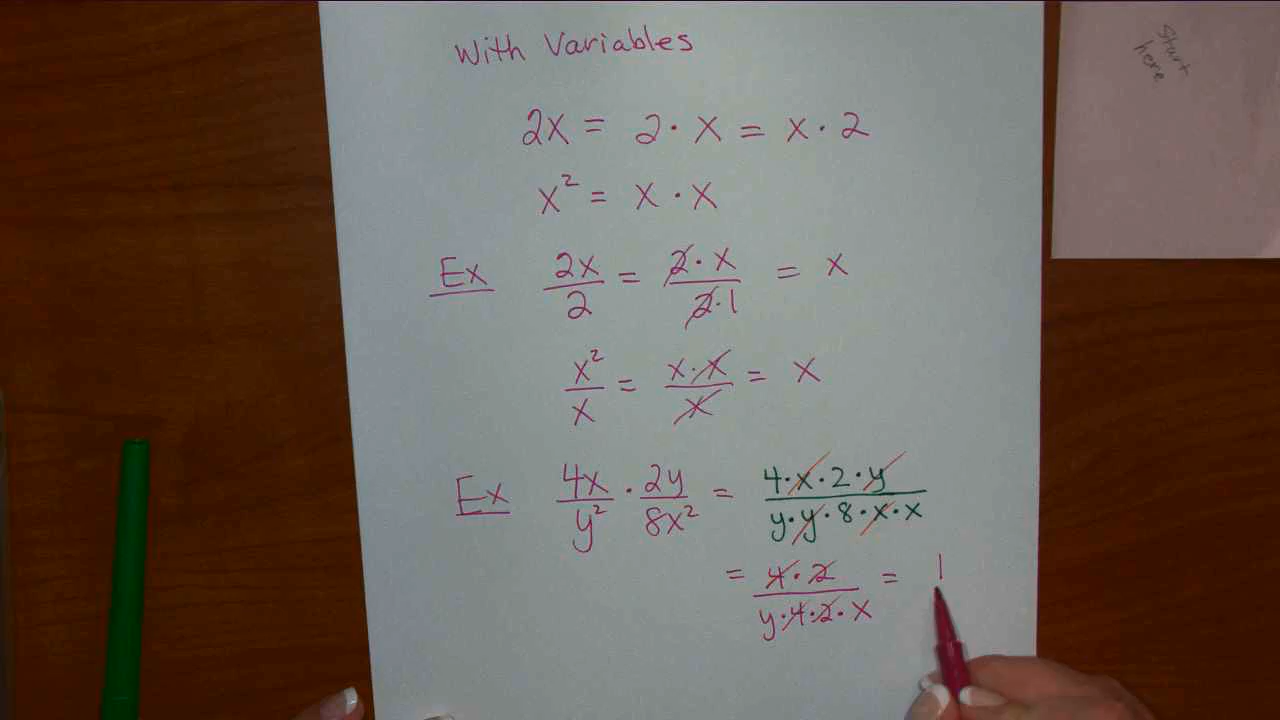 With Variables
Start
here
2x = 2 · x = x · 2
x² = x · x
Ex 2x/2 = 2·x/2·1 = x
x²/x = x·x/x = x
Ex 4x/y² · 2y/8x² = 4·x·2·y/y·y·8·x·x
= 4·2/y·4·2·x = 1